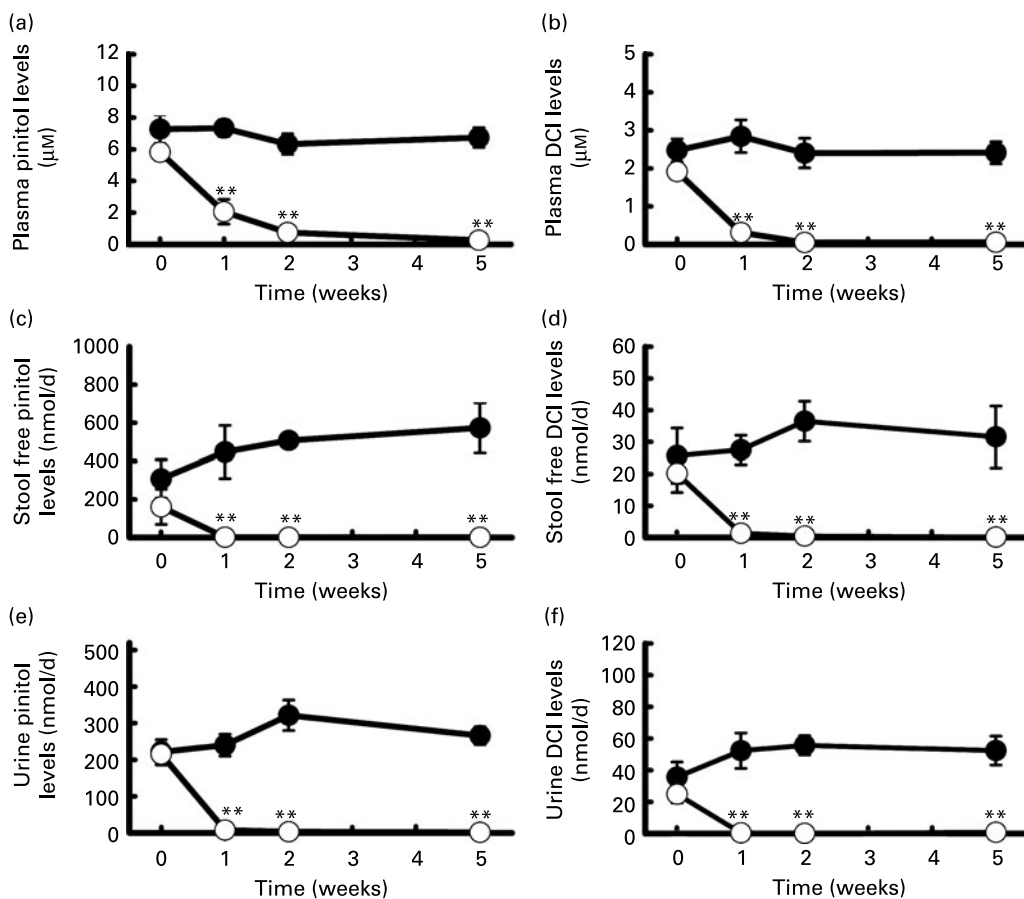 (a)
Plasma pinitol levels
(μM)
12
10
8
6
4
2
0
**
**
**
0 1 2 3 4 5
Time (weeks)
(b)
Plasma DCI levels
(μM)
5
4
3
2
1
0
**
**
**
0 1 2 3 4 5
Time (weeks)
(c)
Stool free pinitol
levels (nmol/d)
1000
800
600
400
200
0
**
**
**
0 1 2 3 4 5
Time (weeks)
(d)
Stool free DCI levels
(nmol/d)
60
50
40
30
20
10
0
**
**
**
0 1 2 3 4 5
Time (weeks)
(e)
Urine pinitol
levels (nmol/d)
500
400
300
200
100
0
**
**
**
0 1 2 3 4 5
Time (weeks)
(f)
Urine DCI levels
(nmol/d)
120
100
80
60
40
20
0
**
**
**
0 1 2 3 4 5
Time (weeks)